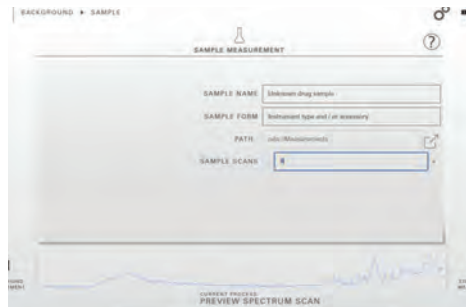 BACKGROUND ▸ SAMPLE
SAMPLE MEASUREMENT
?
SAMPLE NAME Unknown drug sample
SAMPLE FORM Instrument type and / or accessory
PATH
SAMPLE SCANS 8
CURRENT PROCESS:
PREVIEW SPECTRUM SCAN